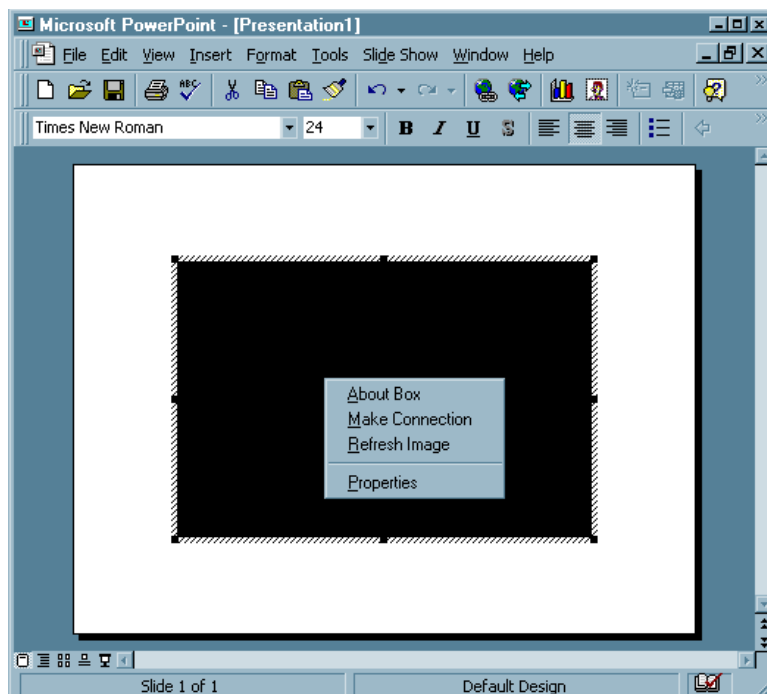 Microsoft PowerPoint - [Presentation1]
File Edit View Insert Format Tools Slide Show Window Help
ABC
Times New Roman 24 B I U S
About Box
Make Connection
Refresh Image
Properties
Slide 1 of 1 Default Design